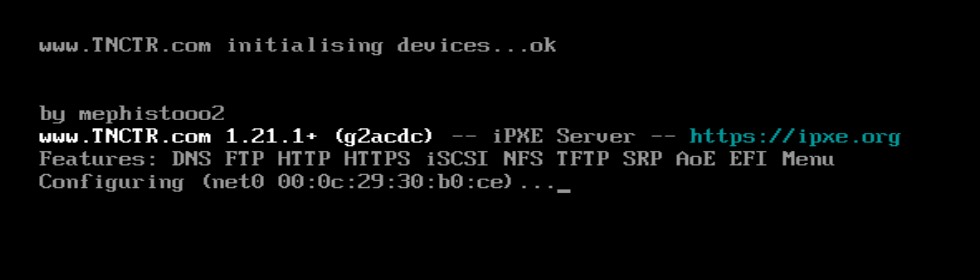 www.TNCTR.com initialising devices...ok
by mephistooo2
www.TNCTR.com 1.21.1+ (g2acdc) -- iPXE Server -- https://ipxe.org
Features: DNS FTP HTTP HTTPS iSCSI NFS TFTP SRP AoE EFI Menu
Configuring (net0 00:0c:29:30:b0:ce)..._